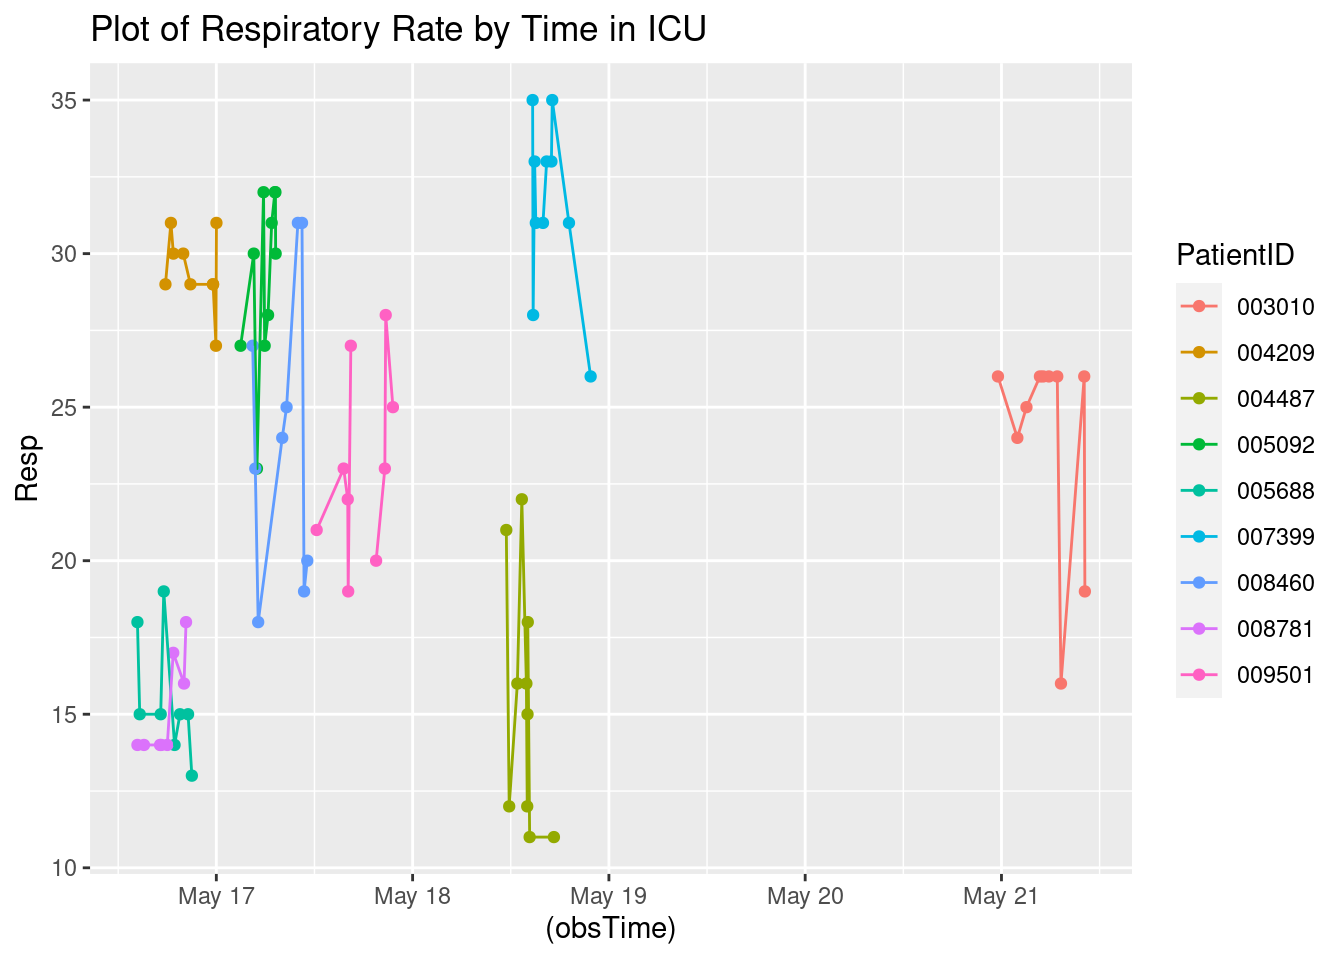 Plot of Respiratory Rate by Time in ICU
Resp
35
30
25
20
15
10
May 17
May 18
May 19
May 20
May 21
(obsTime)
PatientID
003010
004209
004487
005092
005688
007399
008460
008781
009501